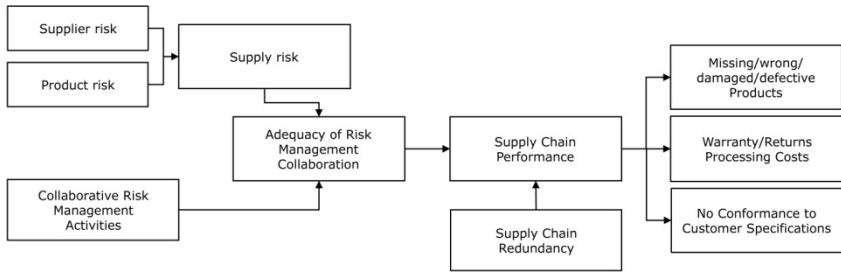 Supplier risk
Product risk
Supply risk
Adequacy of Risk
Management
Collaboration
Collaborative Risk
Management
Activities
Supply Chain
Performance
Supply Chain
Redundancy
Missing/wrong/
damaged/defective
Products
Warranty/Returns
Processing Costs
No Conformance to
Customer Specifications